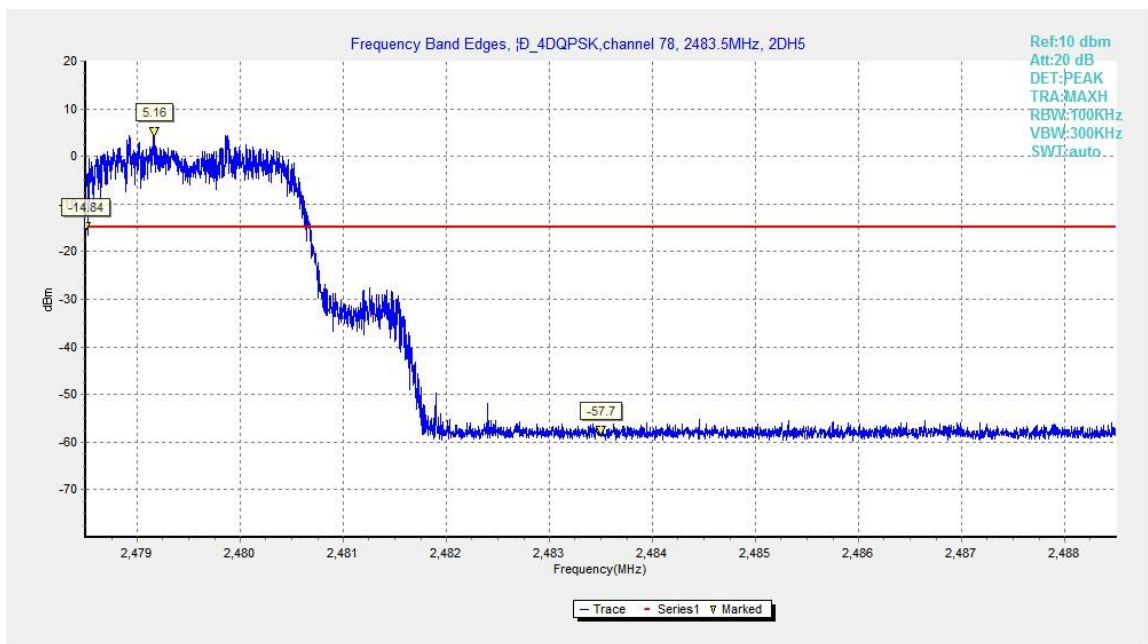 Frequency Band Edges, ¦Ð_4DQPSK,channel 78, 2483.5MHz, 2DH5
Ref:10 dbm
Att:20 dB
DET:PEAK
TRA:MAXH
RBW:100KHz
VBW:300KHz
SWT:auto
20
10
0
-20
-30
-40
-50
-60
-70
dBm
5.16
-14.84
-57.7
2,479 2,480 2,481 2,482 2,483 2,484 2,485 2,486 2,487 2,488
Frequency(MHz)
Trace Series1 Marked